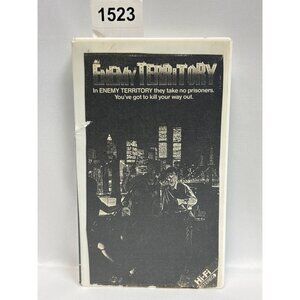 1523
ENEMY TERRITORY
In ENEMY TERRITORY they take no prisoners.
You've got to kill your way out.
Hi-Fi